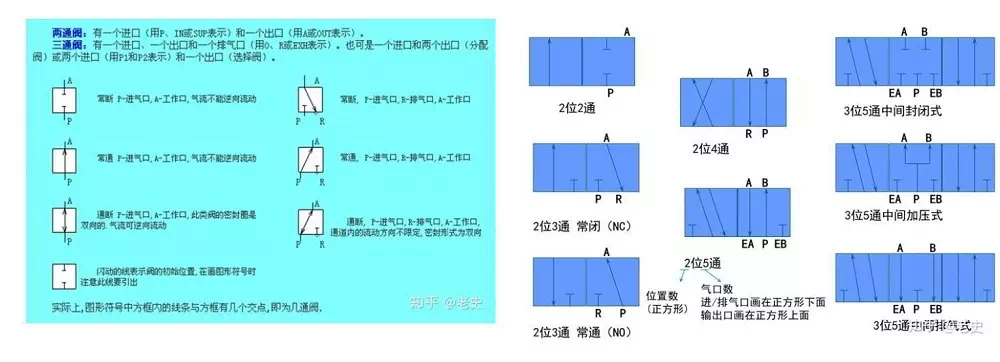 两通阀: 有一个进口(用P、IN或SUP表示)和一个出口(用A或OUT表示)。
三通阀: 有一个进口、一个出口和一个排气口(用O、R或EXH表示)。也可是一个进口和两个出口(分配
阀)或两个进口(用P1和P2表示)和一个出口(选择阀)。
A
常断 P-进气口,A-工作口,气流不能逆向流动
P
A
常断, P-进气口,R-排气口,A-工作口
P R
A
常通 P-进气口,A-工作口,气流不能逆向流动
P
A
常通, P-进气口,R-排气口,A-工作口
P R
A
通断 P-进气口,A-工作口,此类阀的密封面是
双向的.气流可逆向流动
P
A
通断, P-进气口,R-排气口,A-工作口,
通道内的流动方向不限定,密封形式为双向
P R
闪动的线表示阀的初始位置,在画图形符号时
注意此线要引出
实际上,图形符号中方框内的线条与方框有几个交点,即为几通阀.
知乎 @老史
A
P
2位2通
A
P R
2位3通 常闭(NC)
A
R P
2位3通 常通(NO)
A B
R P
2位4通
A B
EA P EB
2位5通
位置数
(正方形)
气口数
进/排气口画在正方形下面
输出口画在正方形上面
A B
EA P EB
3位5通中间封闭式
A B
EA P EB
3位5通中间加压式
A B
EA P EB
3位5通中间排气式
知乎 @老史